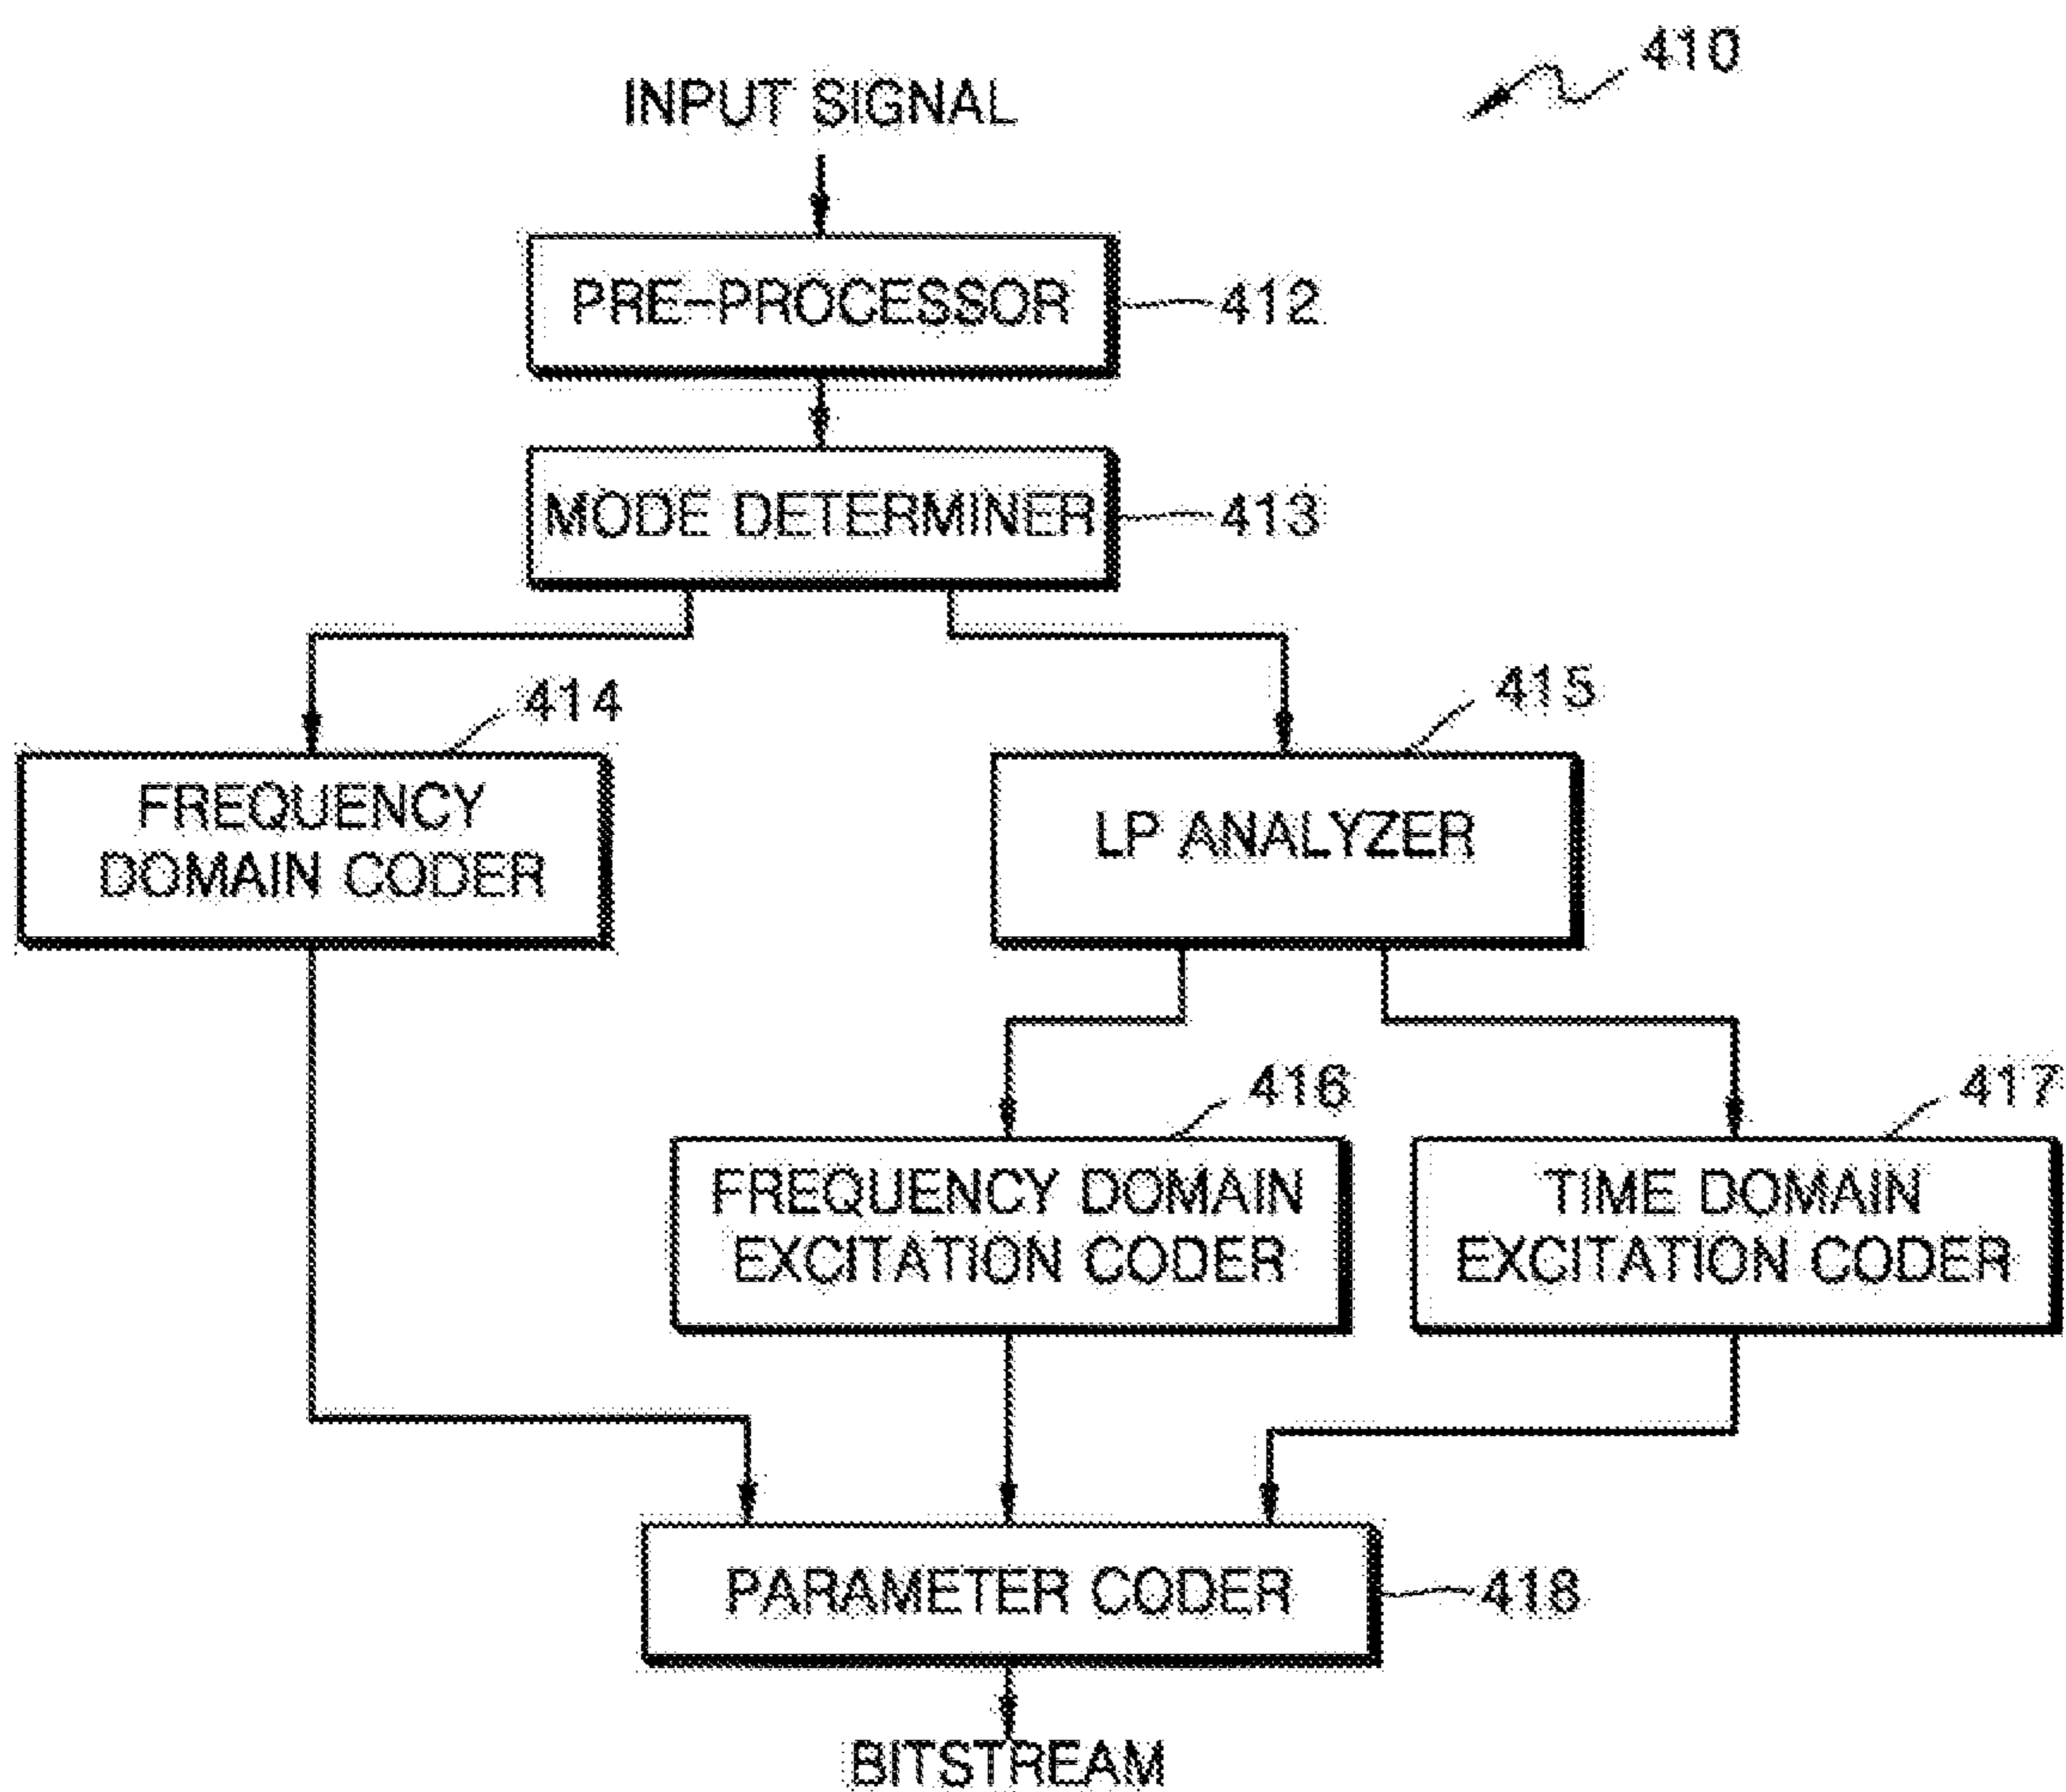 410
INPUT SIGNAL
PRE-PROCESSOR
412
MODE DETERMINER
413
414
415
FREQUENCY
DOMAIN CODER
LP ANALYZER
416
417
FREQUENCY DOMAIN
EXCITATION CODER
TIME DOMAIN
EXCITATION CODER
PARAMETER CODER
418
BITSTREAM